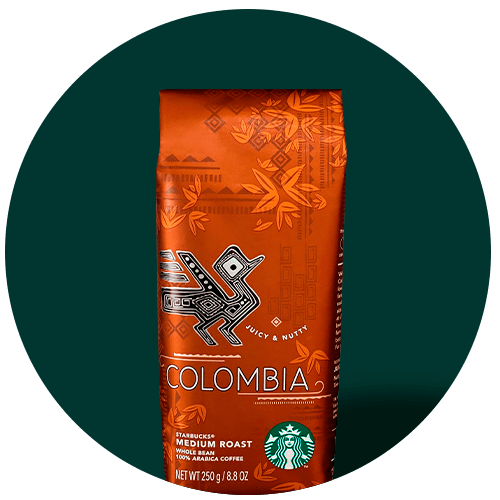 JUICY & NUTTY
COLOMBIA
STARBUCKS®
MEDIUM ROAST
WHOLE BEAN
100% ARABICA COFFEE
NET WT 250 g / 8.8 OZ